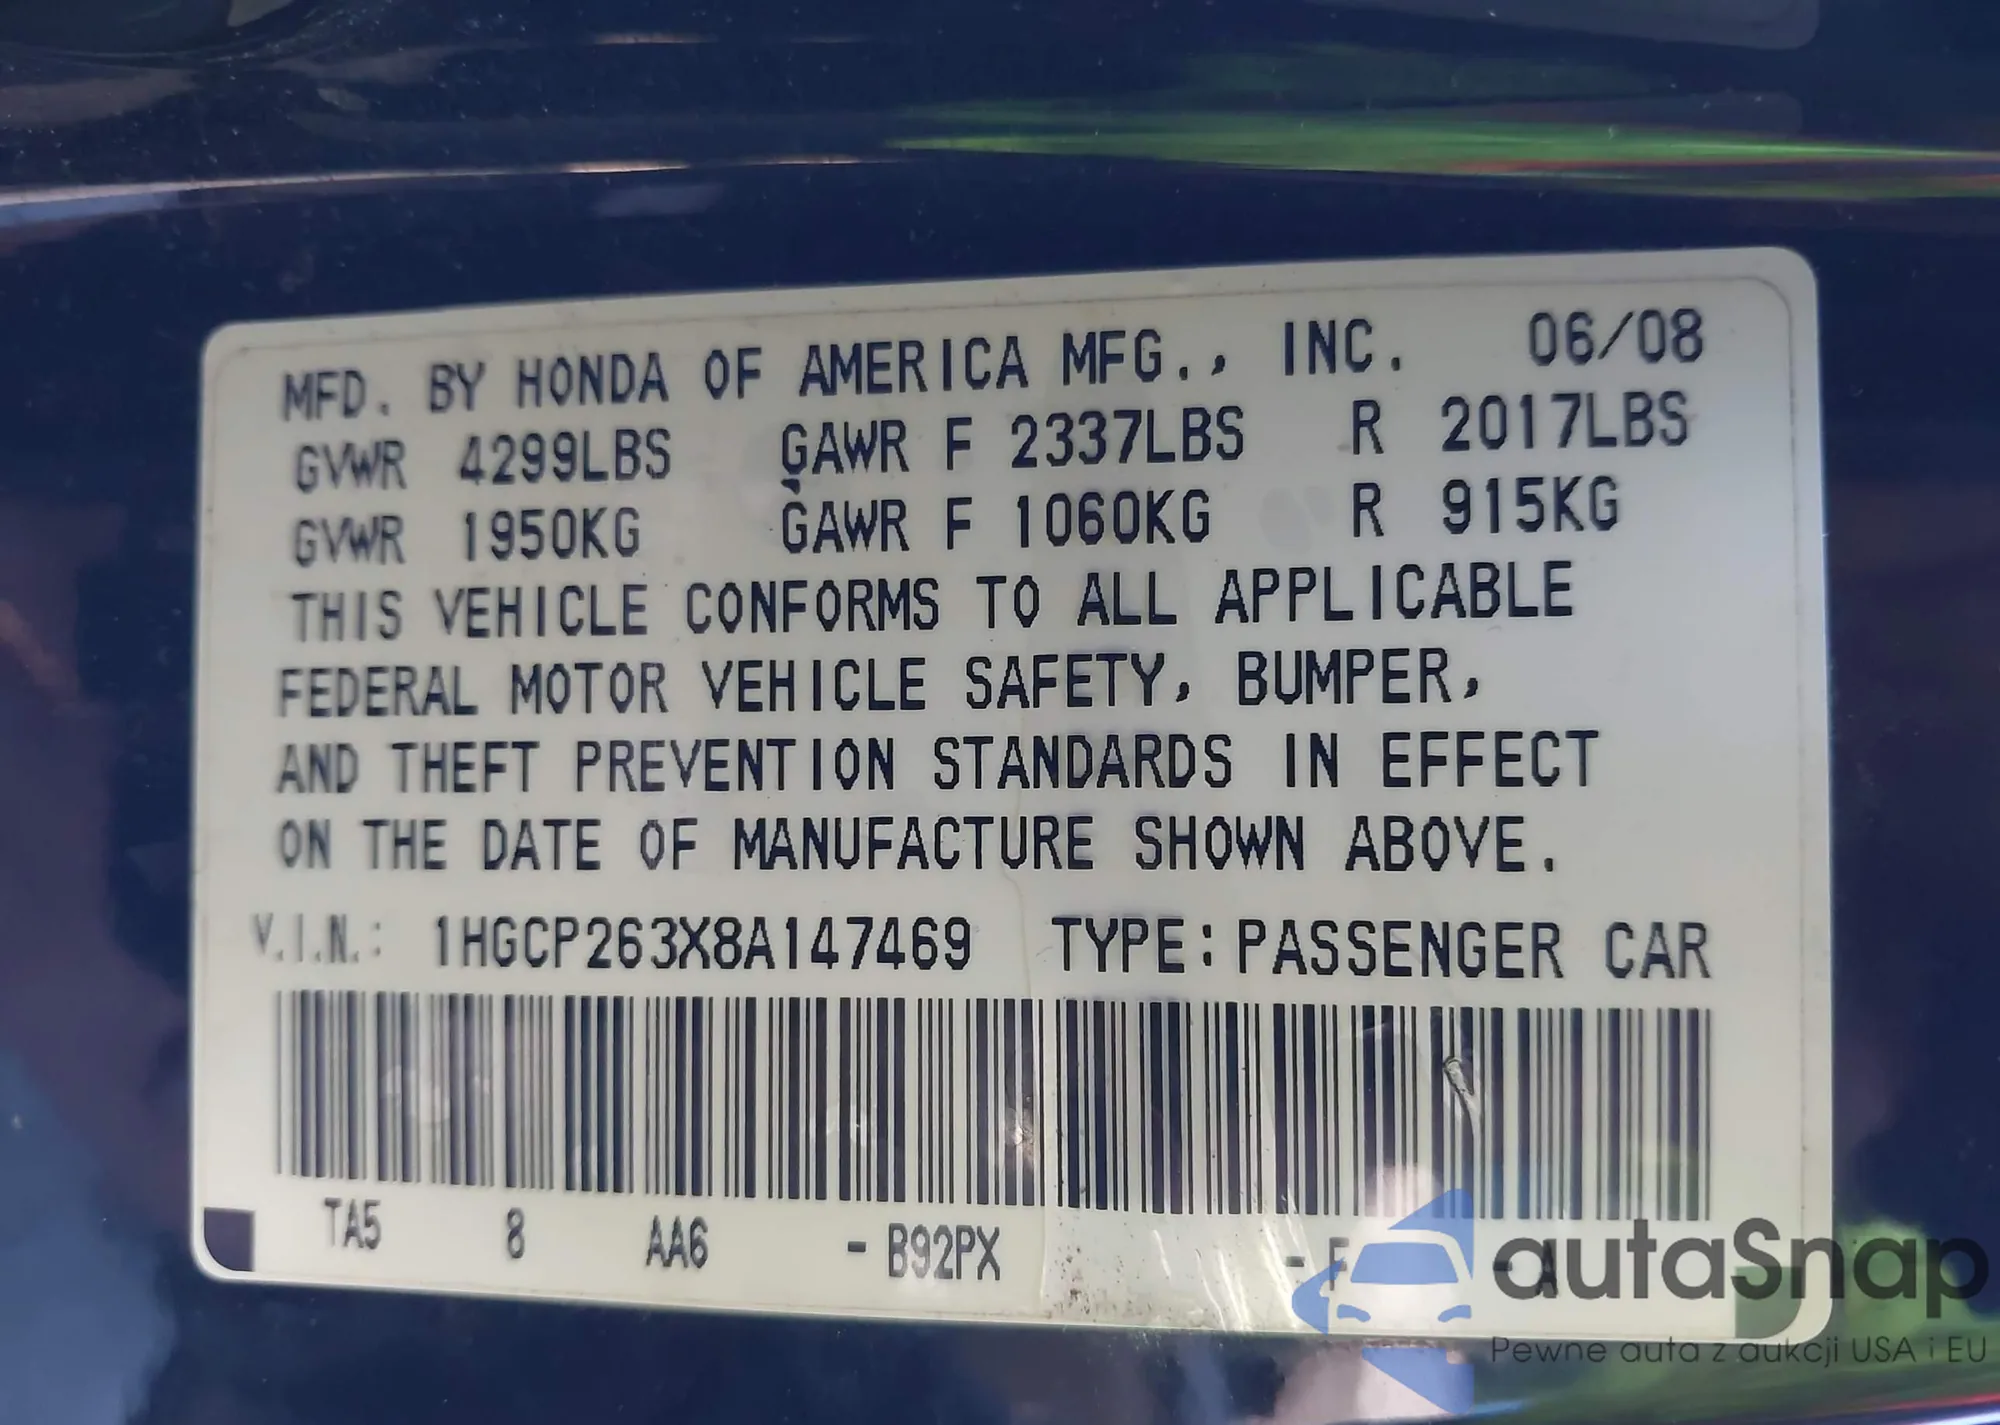 MFD. BY HONDA OF AMERICA MFG., INC. 06/08
GVWR 4299LBS GAWR F 2337LBS R 2017LBS
GVWR 1950KG GAWR F 1060KG R 915KG
THIS VEHICLE CONFORMS TO ALL APPLICABLE
FEDERAL MOTOR VEHICLE SAFETY, BUMPER,
AND THEFT PREVENTION STANDARDS IN EFFECT
ON THE DATE OF MANUFACTURE SHOWN ABOVE.
V.I.N.: 1HGCP263X8A147469 TYPE: PASSENGER CAR
TA5 8 AA6 - B92PX - F - A
autaSnap
Pewne auta z aukcji USA i EU